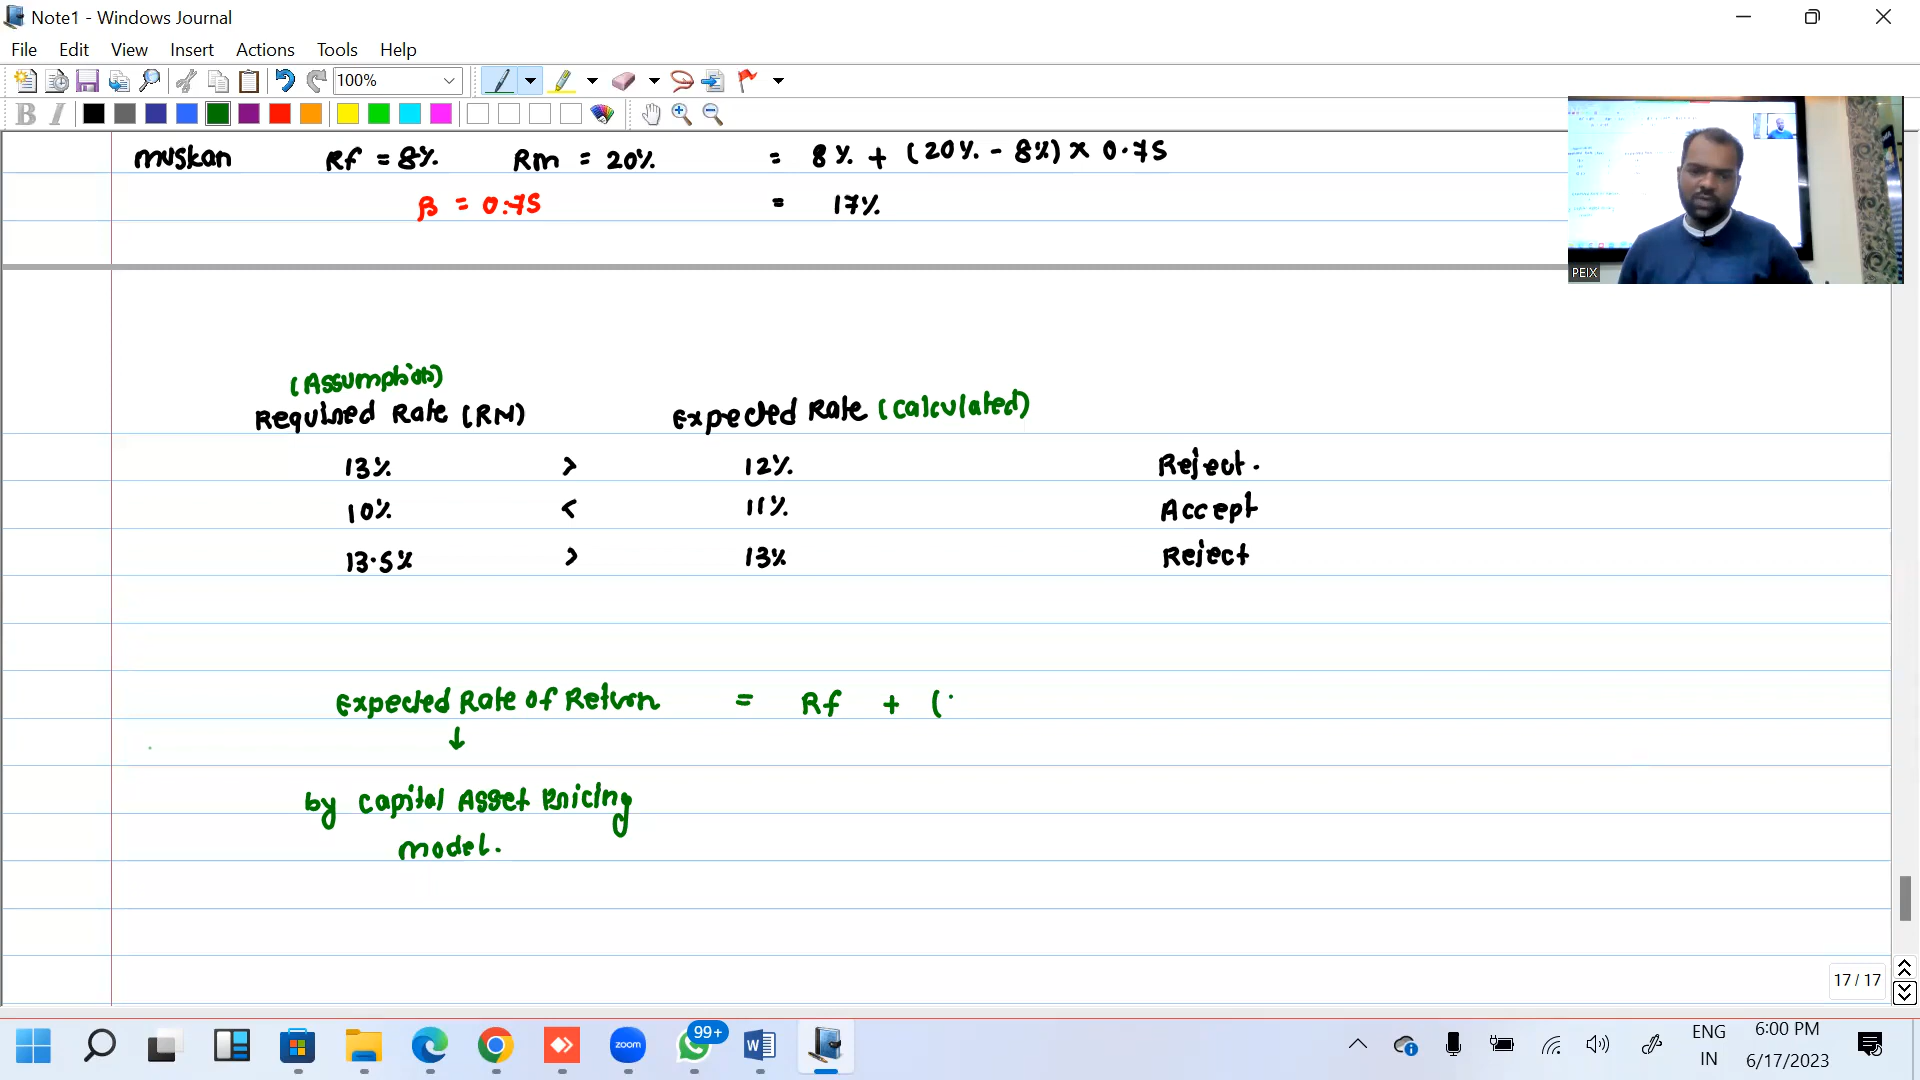 Note1 - Windows Journal
File Edit View Insert Actions Tools Help
100%
B I
muskan Rf = 8% Rm = 20% = 8% + (20% - 8%) × 0.75
β = 0.75 = 17%
PEIX
(Assumption)
Required Rate (RM) Expected Rate (Calculated)
13% > 12% Reject.
10% < 11% Accept
13.5% > 13% Reject
Expected Rate of Return = Rf + (
↓
by Capital Asset Pricing
model.
17 / 17
zoom
99+
ENG
IN
6:00 PM
6/17/2023